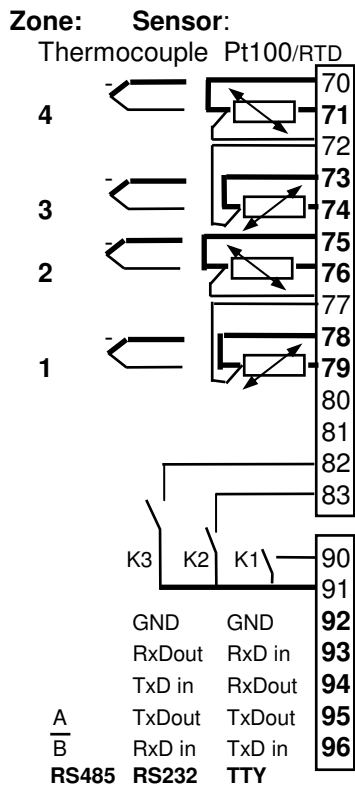 Zone: Sensor:
Thermocouple Pt100/RTD
- 70
4 71
72
- 73
3 74
- 75
2 76
77
- 78
1 79
80
81
82
83
K3 K2 K1 90
91
GND GND 92
RxDout RxD in 93
TxD in RxDout 94
A TxDout TxDout 95
B RxD in TxD in 96
RS485 RS232 TTY